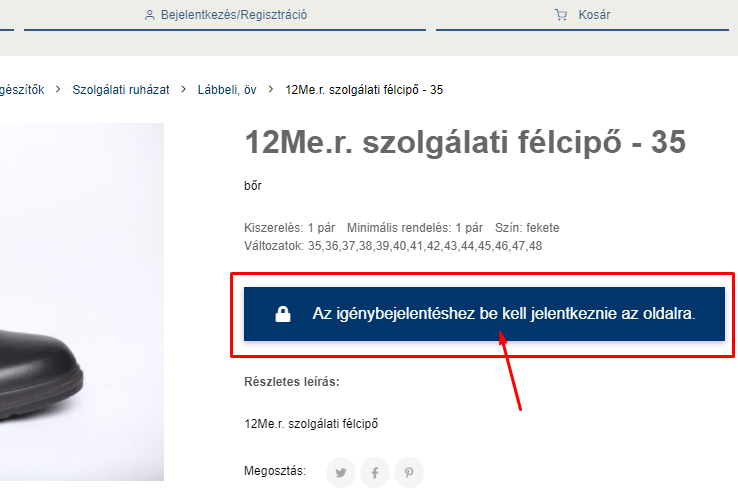 Bejelentkezés/Regisztráció Kosár
Szolgálati ruházat > Lábbeli, öv > 12Me.r. szolgálati félcipő - 35
12Me.r. szolgálati félcipő - 35
bőr
Kiszerelés: 1 pár Minimális rendelés: 1 pár Szín: fekete
Változatok: 35,36,37,38,39,40,41,42,43,44,45,46,47,48
Az igénybejelentéshez be kell jelentkeznie az oldalra.
Részletes leírás:
12Me.r. szolgálati félcipő
Megosztás: